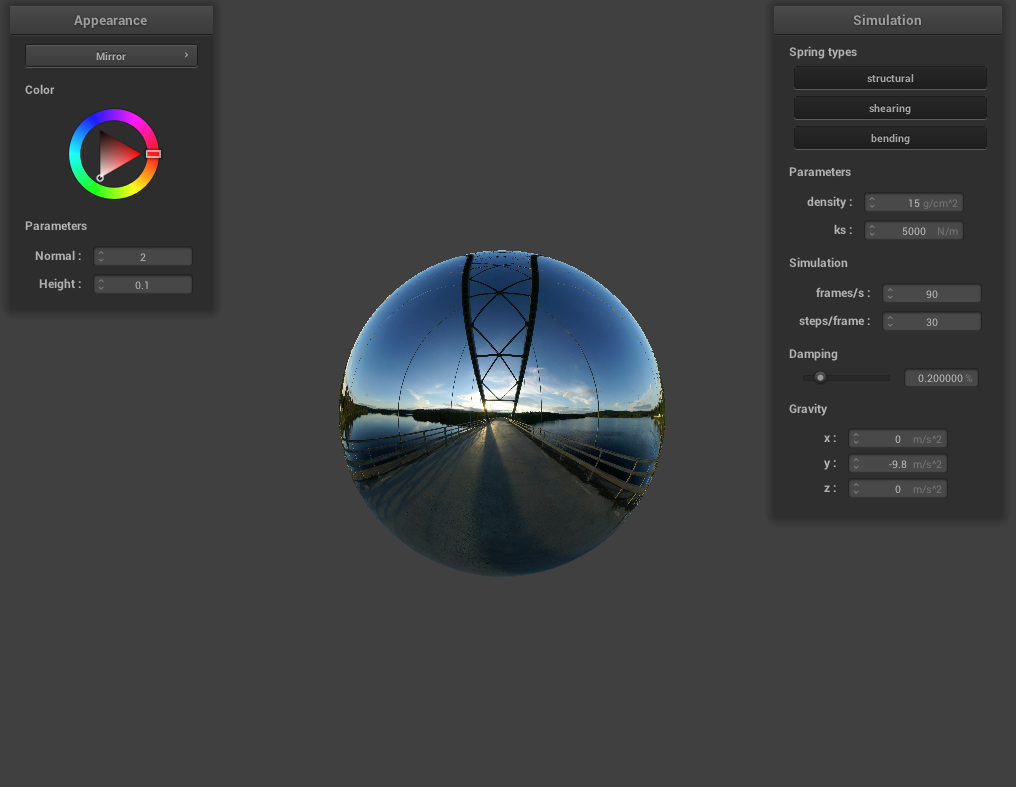 Appearance
Mirror
Color
Parameters
Normal : 2
Height : 0.1
Simulation
Spring types
structural
shearing
bending
Parameters
density : 15 g/cm^2
ks : 5000 N/m
Simulation
frames/s : 90
steps/frame : 30
Damping
0.200000 %
Gravity
x : 0 m/s^2
y : -9.8 m/s^2
z : 0 m/s^2